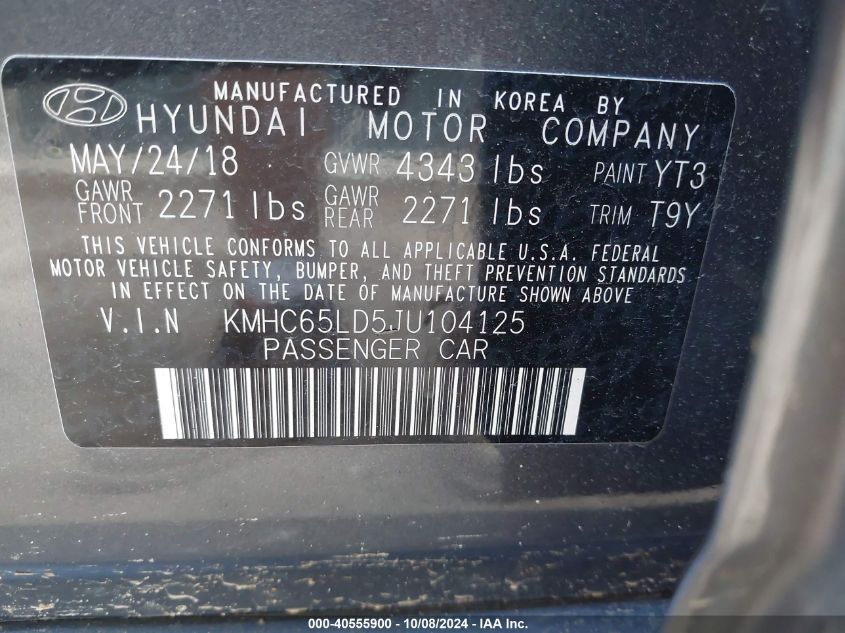 MANUFACTURED IN KOREA BY
HYUNDAI MOTOR COMPANY
MAY/24/18 GVWR 4343 lbs PAINT YT3
GAWR FRONT 2271 lbs GAWR REAR 2271 lbs TRIM T9Y
THIS VEHICLE CONFORMS TO ALL APPLICABLE U.S.A. FEDERAL
MOTOR VEHICLE SAFETY, BUMPER, AND THEFT PREVENTION STANDARDS
IN EFFECT ON THE DATE OF MANUFACTURE SHOWN ABOVE
V.I.N KMHC65LD5JU104125
PASSENGER CAR
000-40555900 - 10/08/2024 - IAA Inc.